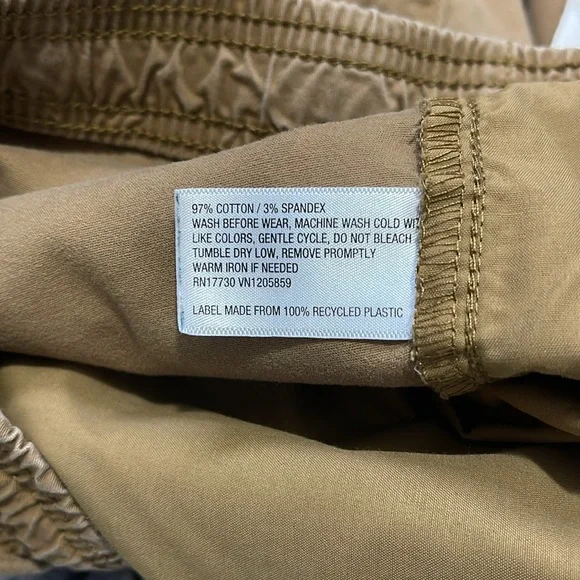 97% COTTON / 3% SPANDEX
WASH BEFORE WEAR, MACHINE WASH COLD
LIKE COLORS, GENTLE CYCLE, DO NOT BLEACH
TUMBLE DRY LOW, REMOVE PROMPTLY
WARM IRON IF NEEDED
RN17730 VN1205859
LABEL MADE FROM 100% RECYCLED PLASTIC